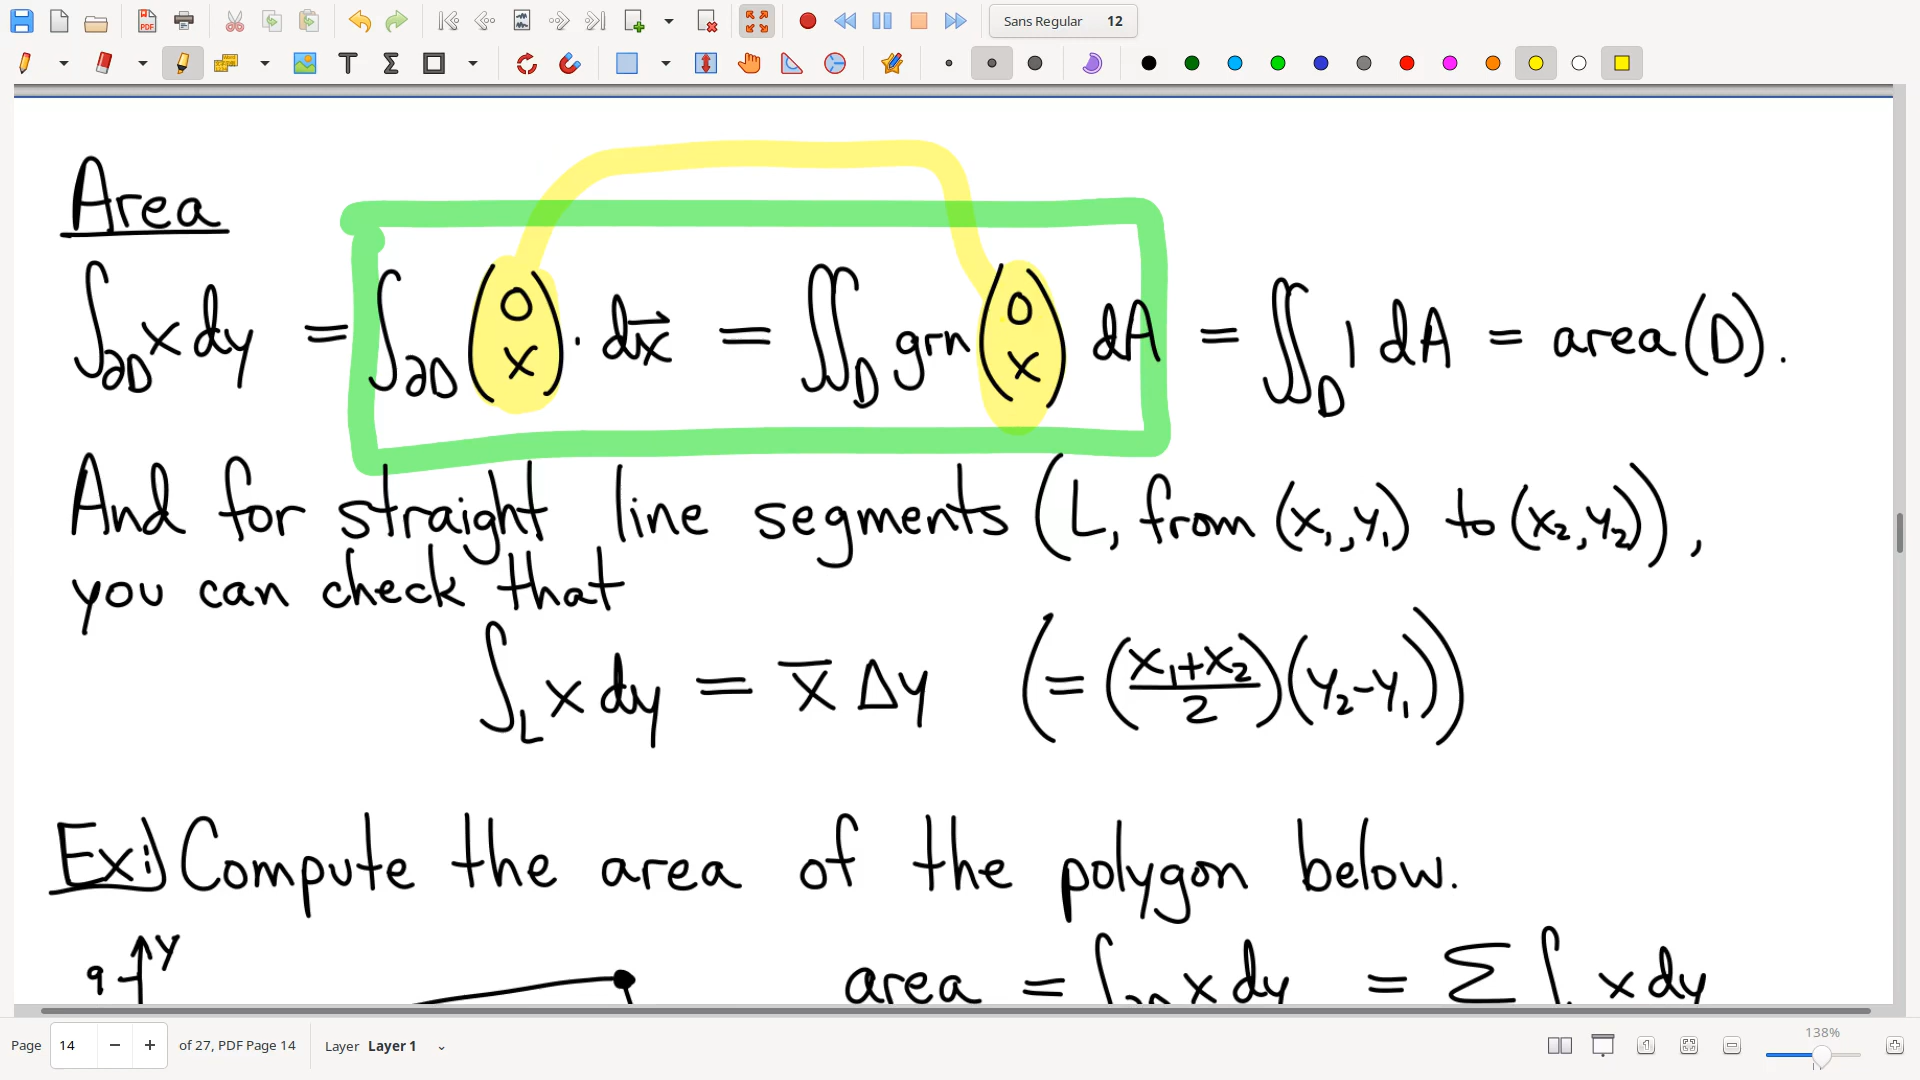 Sans Regular 12
Area
∫_∂D x dy = ∫_∂D (0 x) · dx⃗ = ∬_D grn (0 x) dA = ∬_D 1 dA = area(D).
And for straight line segments (L, from (x₁,y₁) to (x₂,y₂)),
you can check that
∫_L x dy = x̄ Δy (= ((x₁+x₂)/2)(y₂-y₁))
Ex: Compute the area of the polygon below.
y
9
area = ∫ x dy = Σ ∫ x dy
Page 14 of 27, PDF Page 14 Layer Layer 1 138%